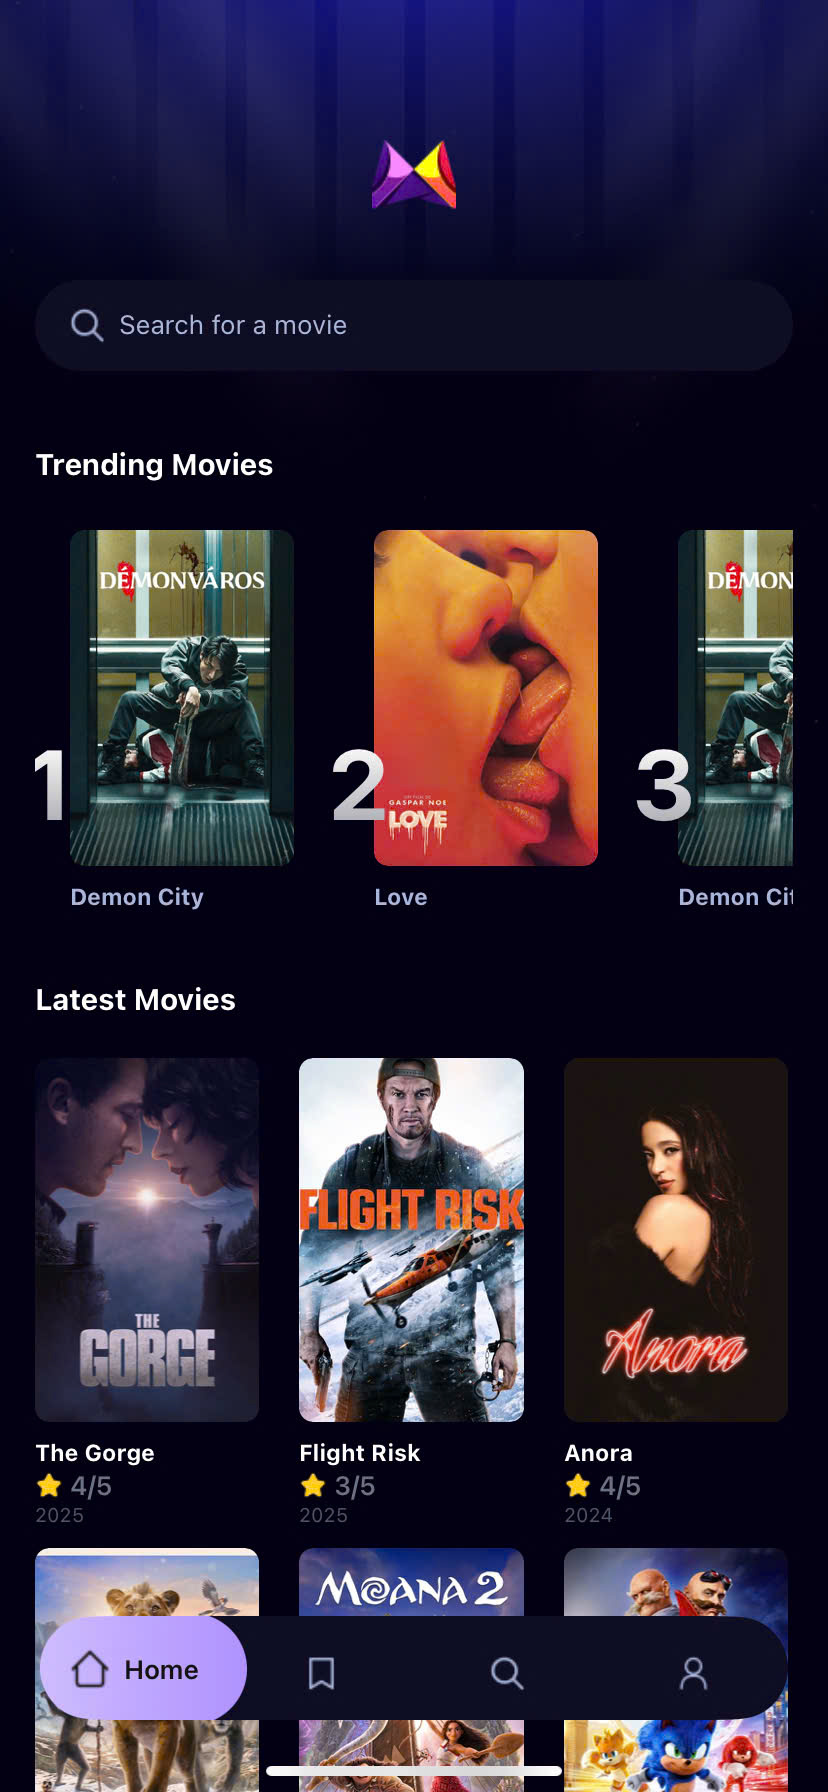 Search for a movie
Trending Movies
DÉMONVÁROS
DÉMON
1
2
3
GASPAR NOE
LOVE
Demon City
Love
Demon Cit
Latest Movies
THE
GORGE
FLIGHT RISK
Anora
The Gorge
Flight Risk
Anora
4/5
3/5
4/5
2025
2025
2024
MOANA 2
Home